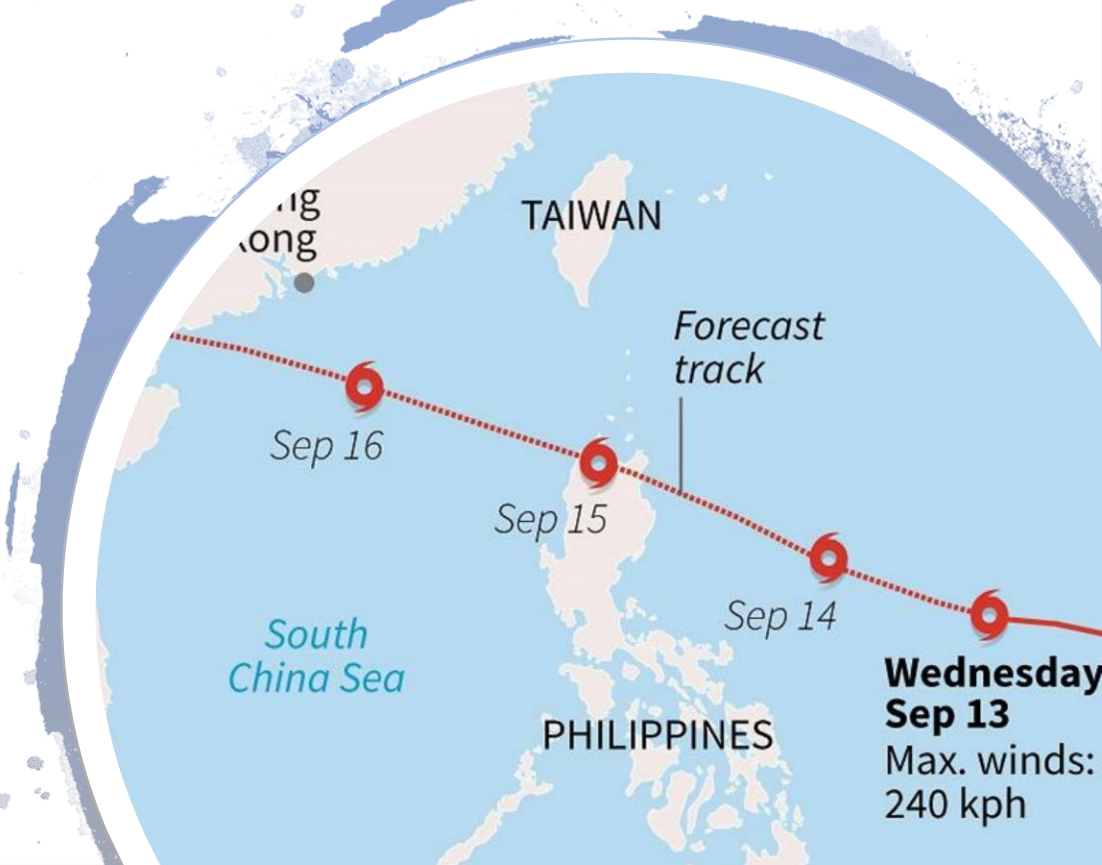 TAIWAN
Forecast
track
Sep 16
Sep 15
Sep 14
South
China Sea
Wednesday
Sep 13
Max. winds:
240 kph
PHILIPPINES